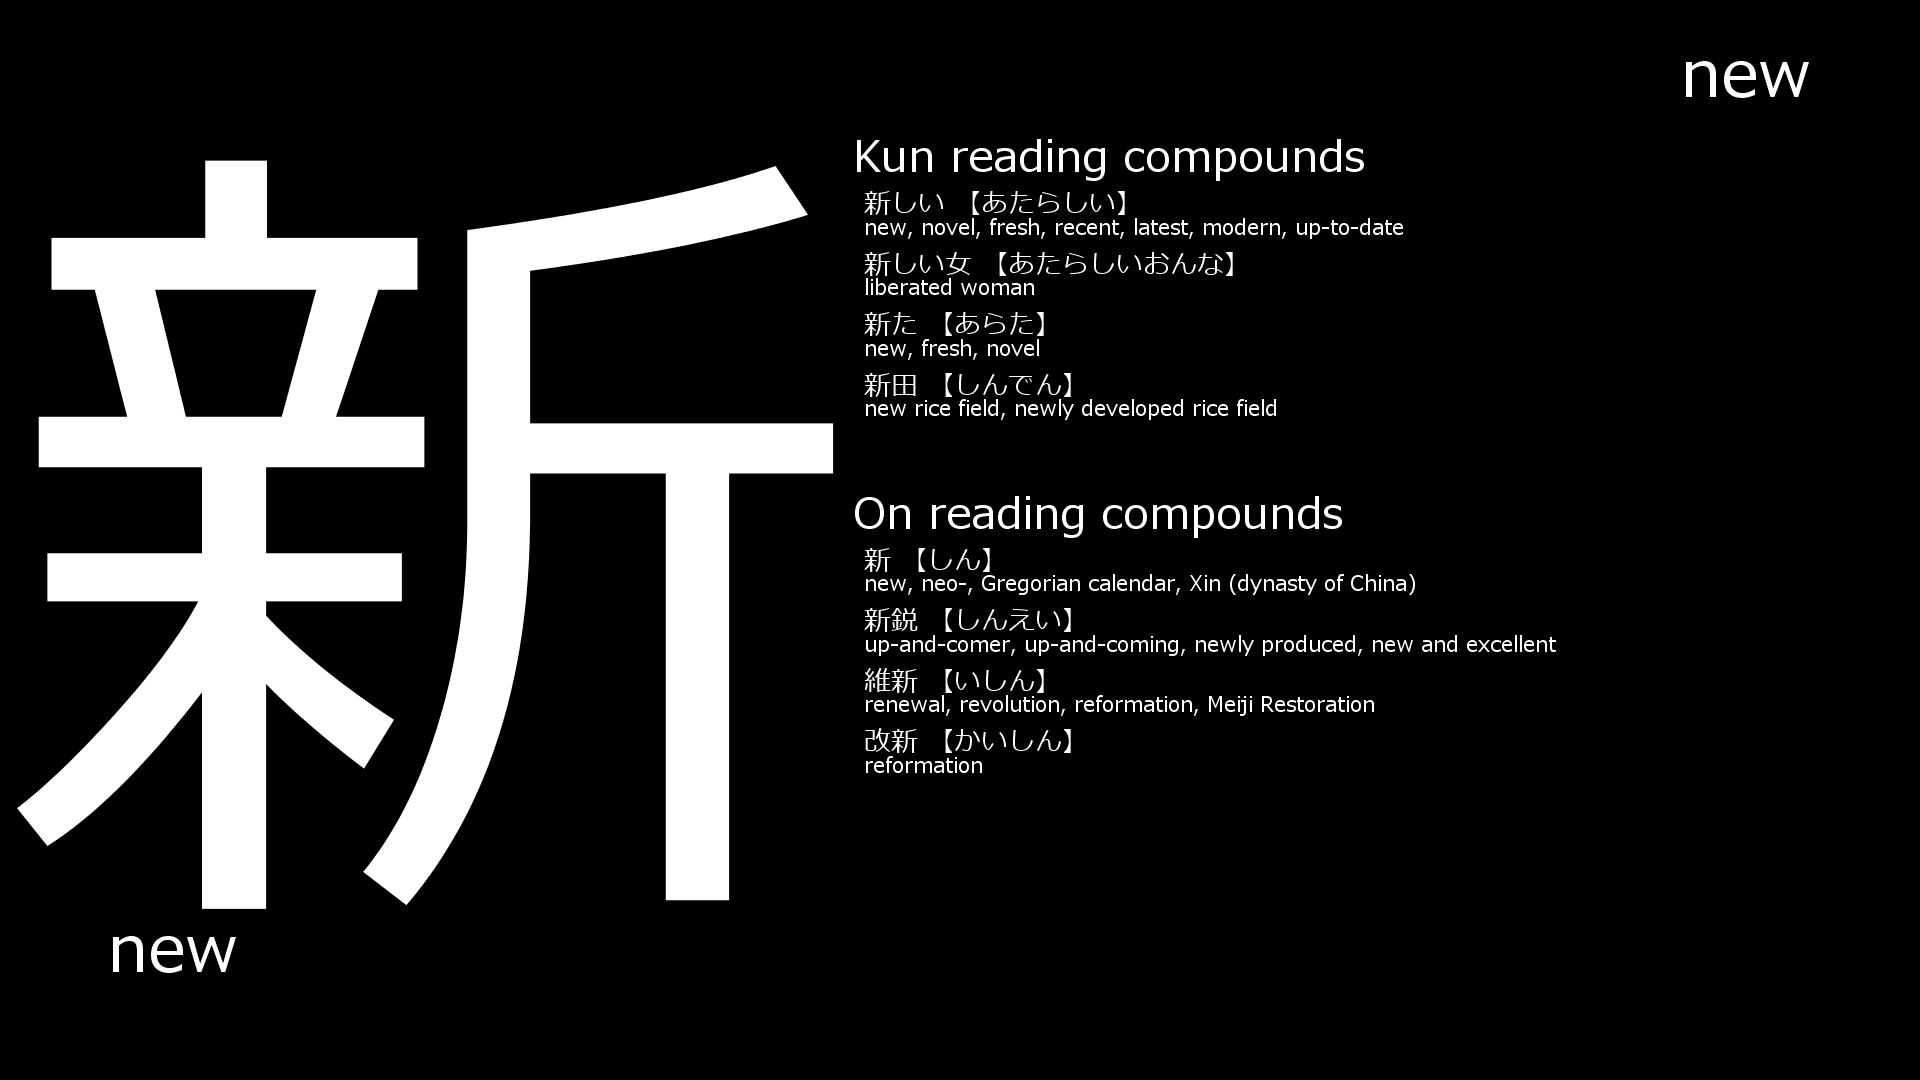 new
新
new
Kun reading compounds
新しい 【あたらしい】
new, novel, fresh, recent, latest, modern, up-to-date
新しい女 【あたらしいおんな】
liberated woman
新た 【あらた】
new, fresh, novel
新田 【しんでん】
new rice field, newly developed rice field
On reading compounds
新 【しん】
new, neo-, Gregorian calendar, Xin (dynasty of China)
新鋭 【しんえい】
up-and-comer, up-and-coming, newly produced, new and excellent
維新 【いしん】
renewal, revolution, reformation, Meiji Restoration
改新 【かいしん】
reformation